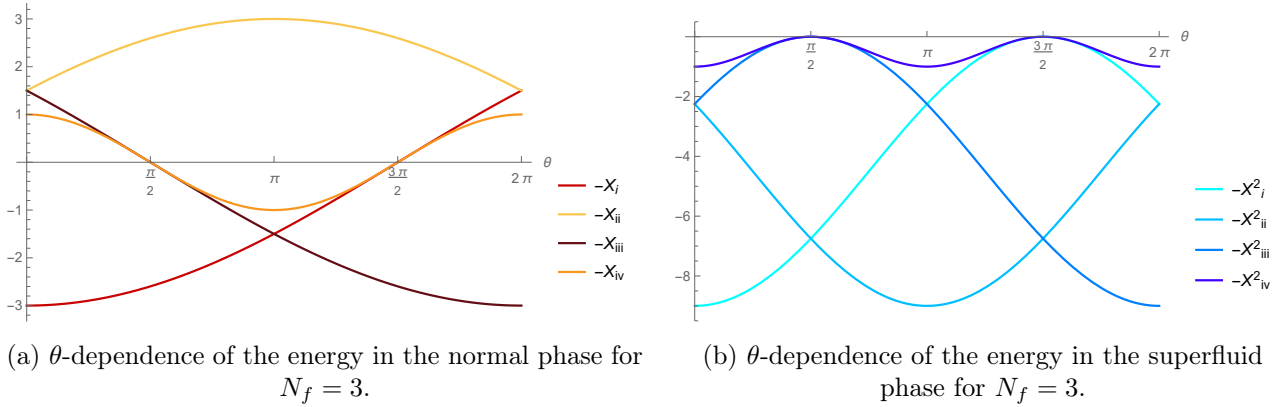 3
2
1
-1
-2
-3
π/2
π
3π/2
2π
θ
-X_i
-X_ii
-X_iii
-X_iv
(a) θ-dependence of the energy in the normal phase for
N_f = 3.
-2
-4
-6
-8
π/2
π
3π/2
2π
θ
-X²_i
-X²_ii
-X²_iii
-X²_iv
(b) θ-dependence of the energy in the superfluid
phase for N_f = 3.